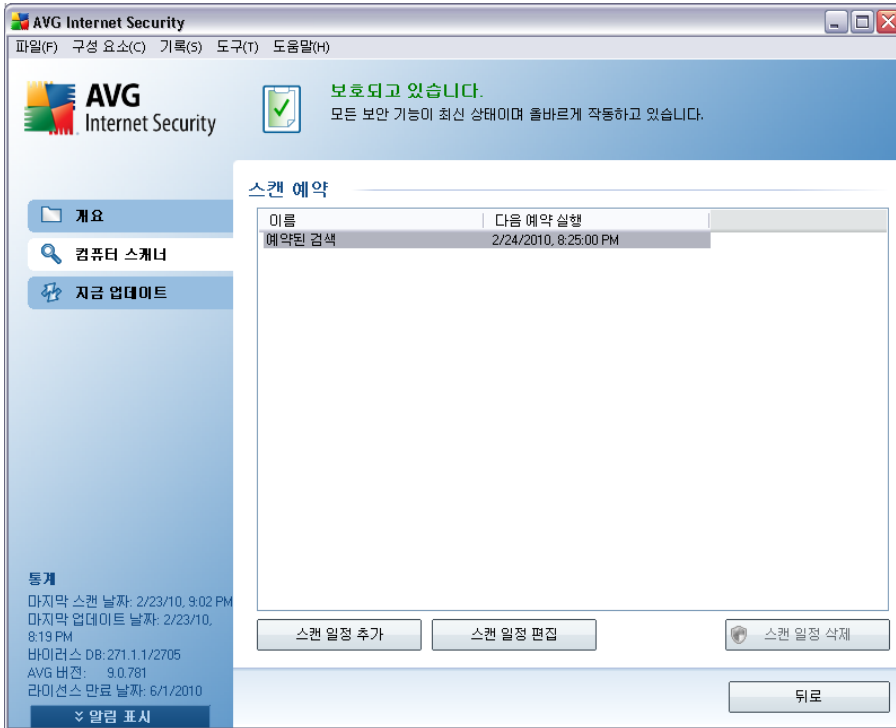 AVG Internet Security
파일(F) 구성 요소(C) 기록(S) 도구(T) 도움말(H)
AVG
Internet Security
보호되고 있습니다.
모든 보안 기능이 최신 상태이며 올바르게 작동하고 있습니다.
개요
컴퓨터 스캐너
지금 업데이트
스캔 예약
이름 다음 예약 실행
예약된 검색 2/24/2010, 8:25:00 PM
스캔 일정 추가 스캔 일정 편집 스캔 일정 삭제
통계
마지막 스캔 날짜: 2/23/10, 9:02 PM
마지막 업데이트 날짜: 2/23/10,
8:19 PM
바이러스 DB: 271.1.1/2705
AVG 버전: 9.0.781
라이선스 만료 날짜: 6/1/2010
알림 표시
뒤로